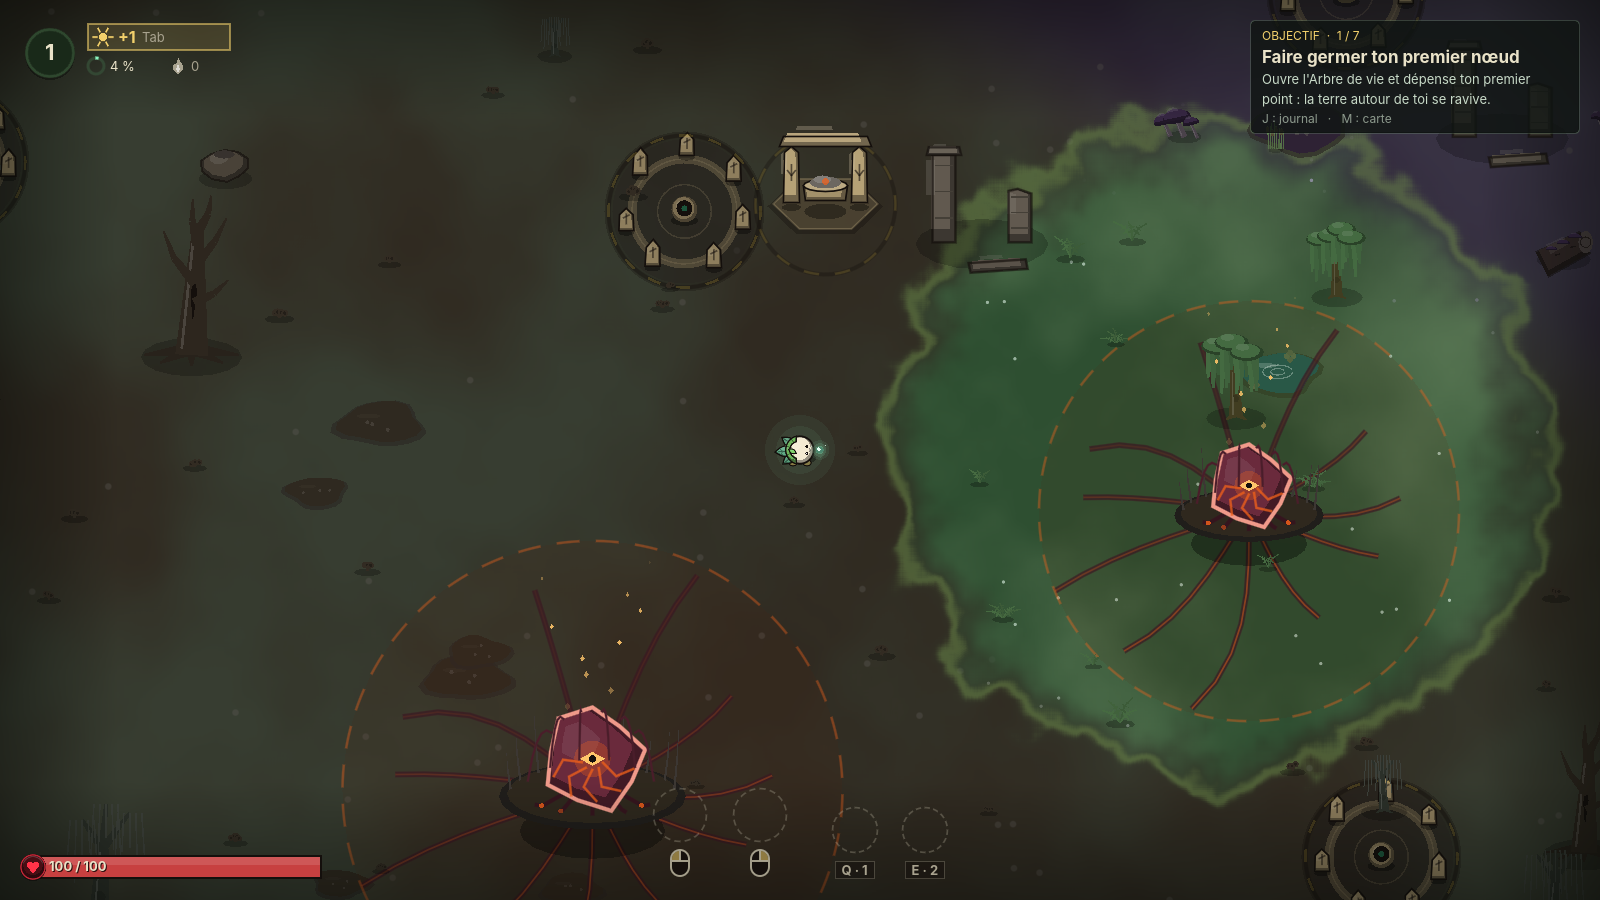 1
+1 Tab
4 % 0
OBJECTIF · 1 / 7
Faire germer ton premier nœud
Ouvre l'Arbre de vie et dépense ton premier
point : la terre autour de toi se ravive.
J : journal · M : carte
100 / 100
Q · 1
E · 2